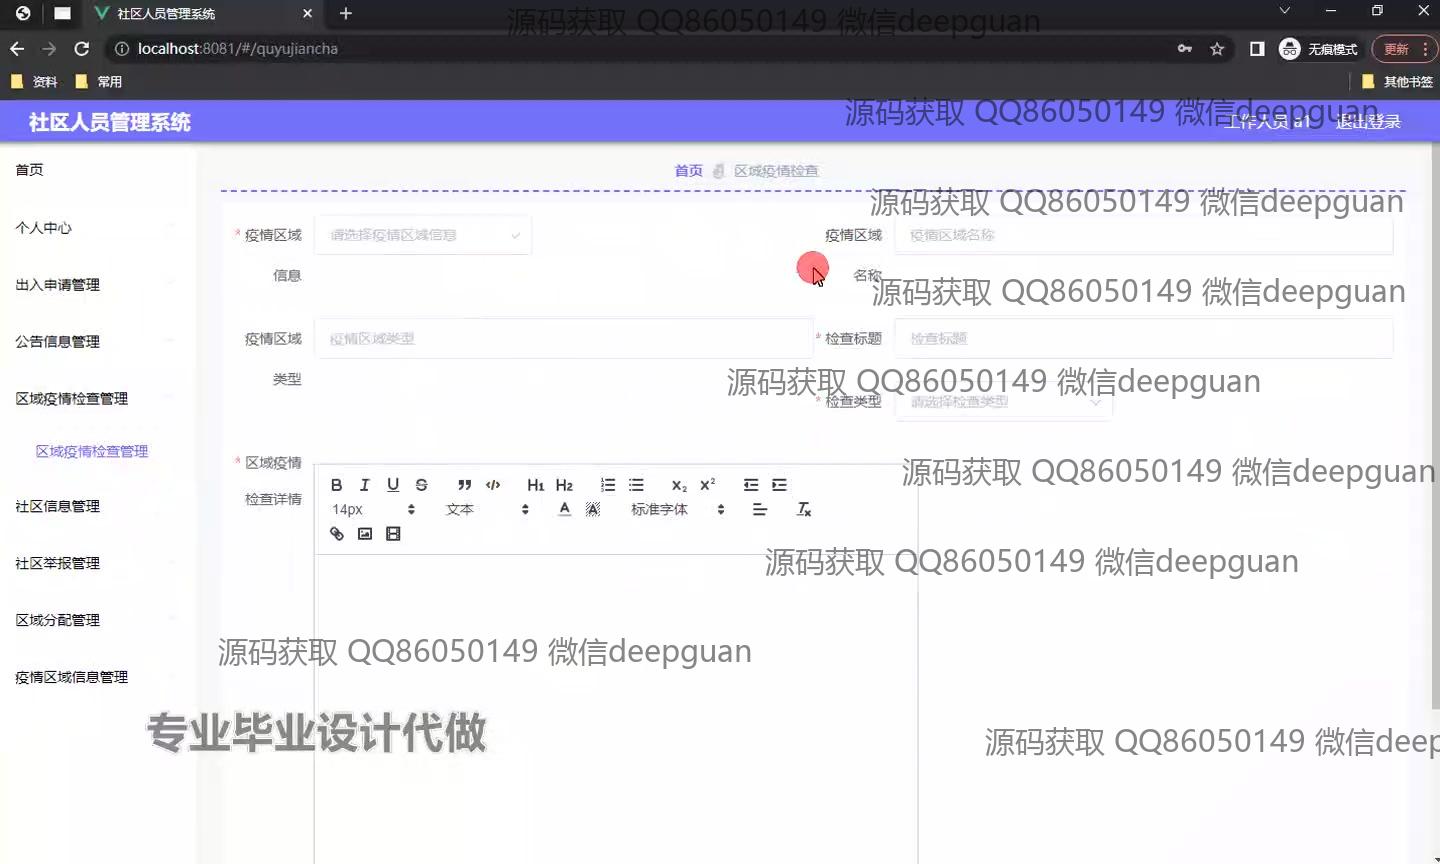 社区人员管理系统
localhost:8081/#/quyujiancha
无痕模式
更新
资料
常用
其他书签
源码获取 QQ86050149 微信deepguan
社区人员管理系统
工作人员 a1
退出登录
源码获取 QQ86050149 微信deepguan
首页
个人中心
出入申请管理
公告信息管理
区域疫情检查管理
区域疫情检查管理
社区信息管理
社区举报管理
区域分配管理
疫情区域信息管理
首页
区域疫情检查
源码获取 QQ86050149 微信deepguan
* 疫情区域信息
请选择疫情区域信息
疫情区域名称
疫情区域名称
源码获取 QQ86050149 微信deepguan
疫情区域类型
疫情区域类型
* 检查标题
检查标题
源码获取 QQ86050149 微信deepguan
* 检查类型
请选择检查类型
* 区域疫情检查详情
B I U S ” </> H1 H2 x₂ x²
14px
文本
A
标准字体
源码获取 QQ86050149 微信deepguan
源码获取 QQ86050149 微信deepguan
源码获取 QQ86050149 微信deepguan
专业毕业设计代做
源码获取 QQ86050149 微信deep